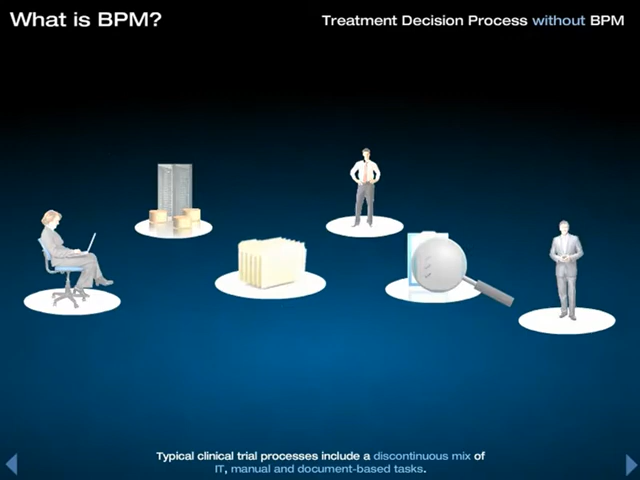 What is BPM?
Treatment Decision Process without BPM
Typical clinical trial processes include a discontinuous mix of
IT, manual and document-based tasks.